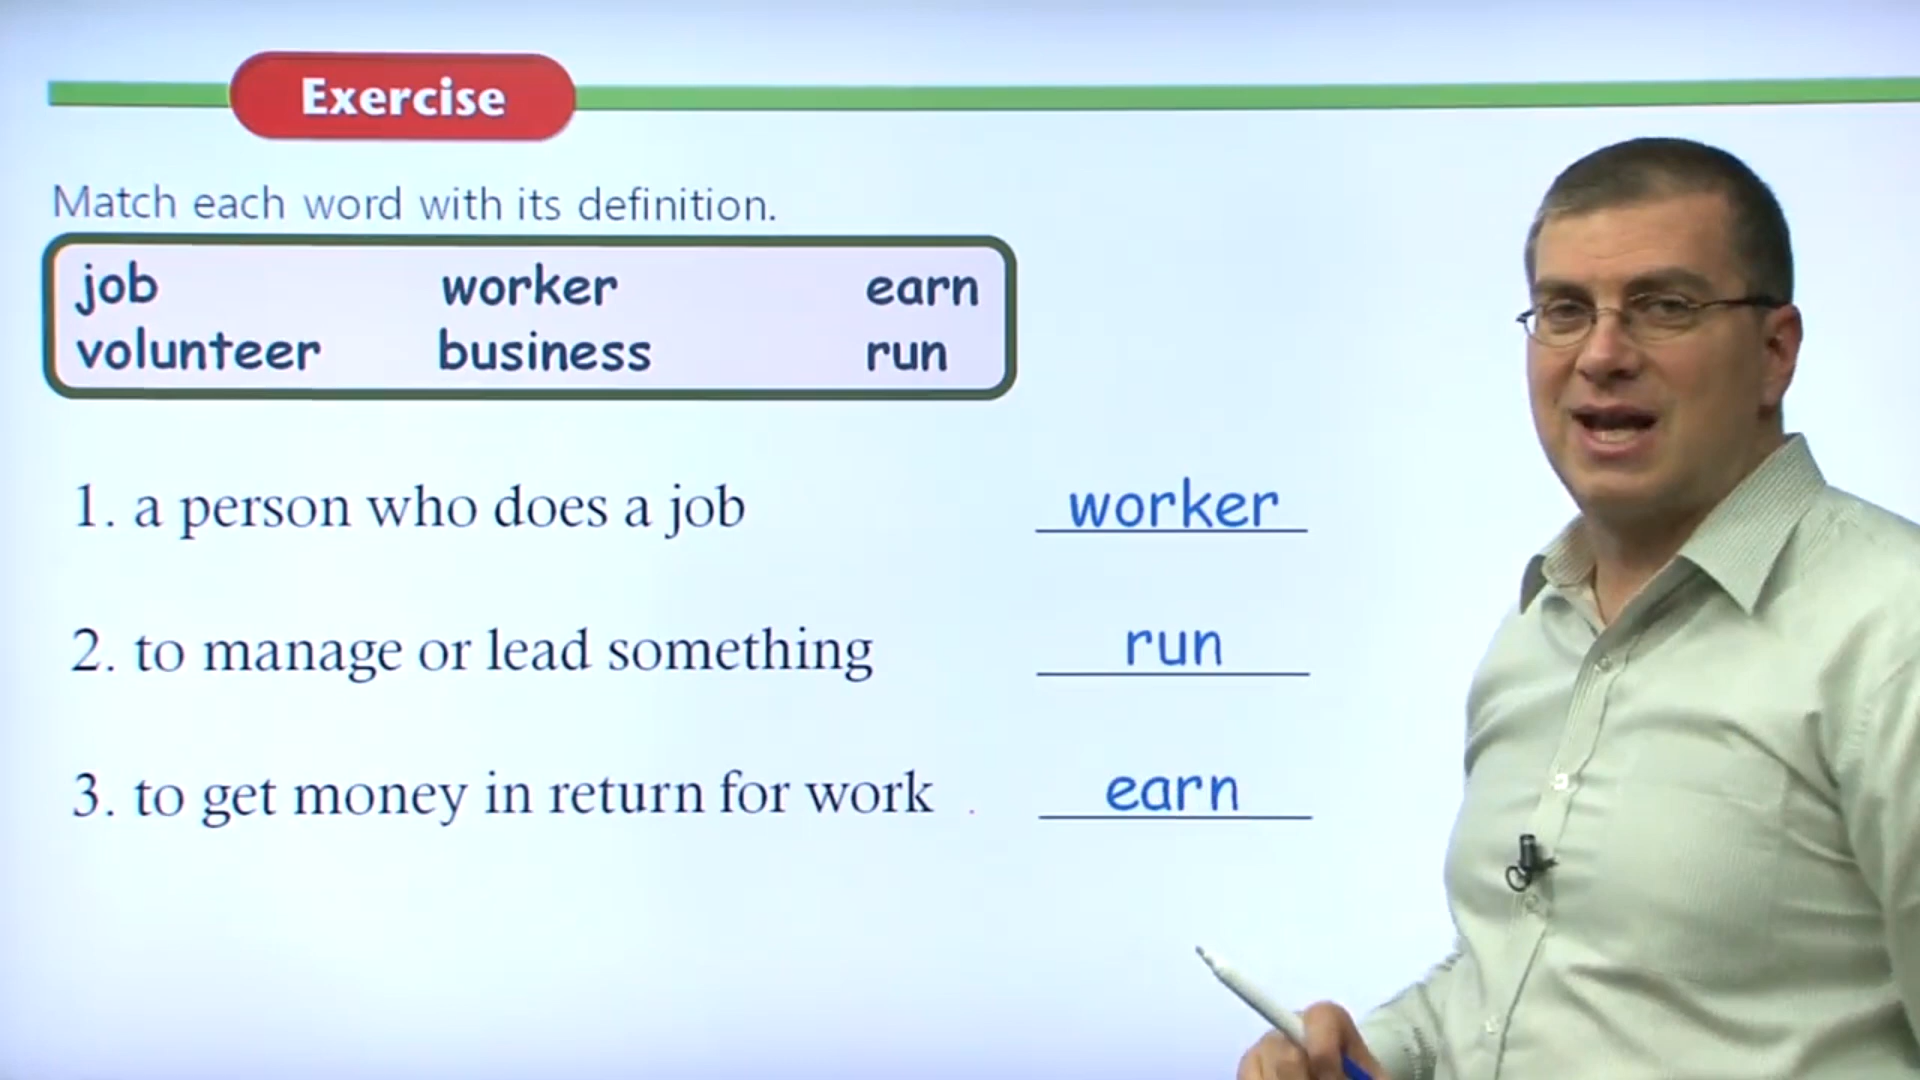 Exercise
Match each word with its definition.
job worker earn
volunteer business run
1. a person who does a job worker
2. to manage or lead something run
3. to get money in return for work earn